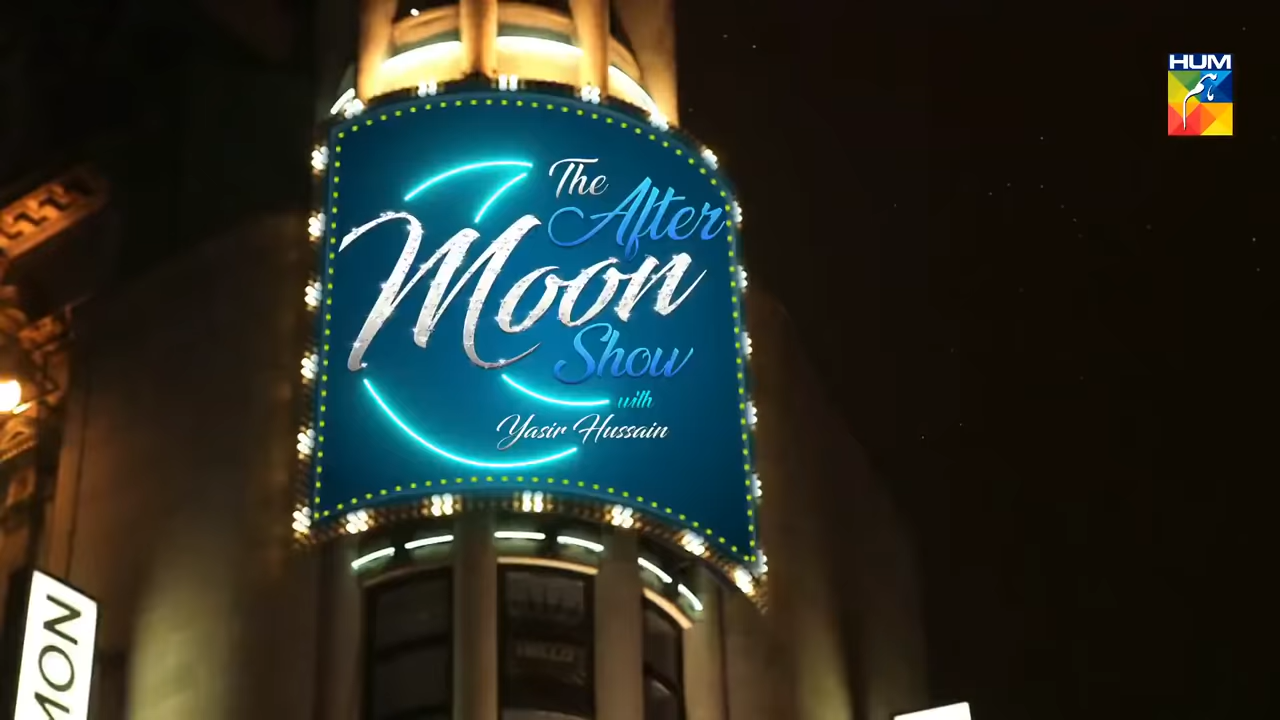 HUM
ہم
The
After
Moon
Show
with
Yasir Hussain
MON